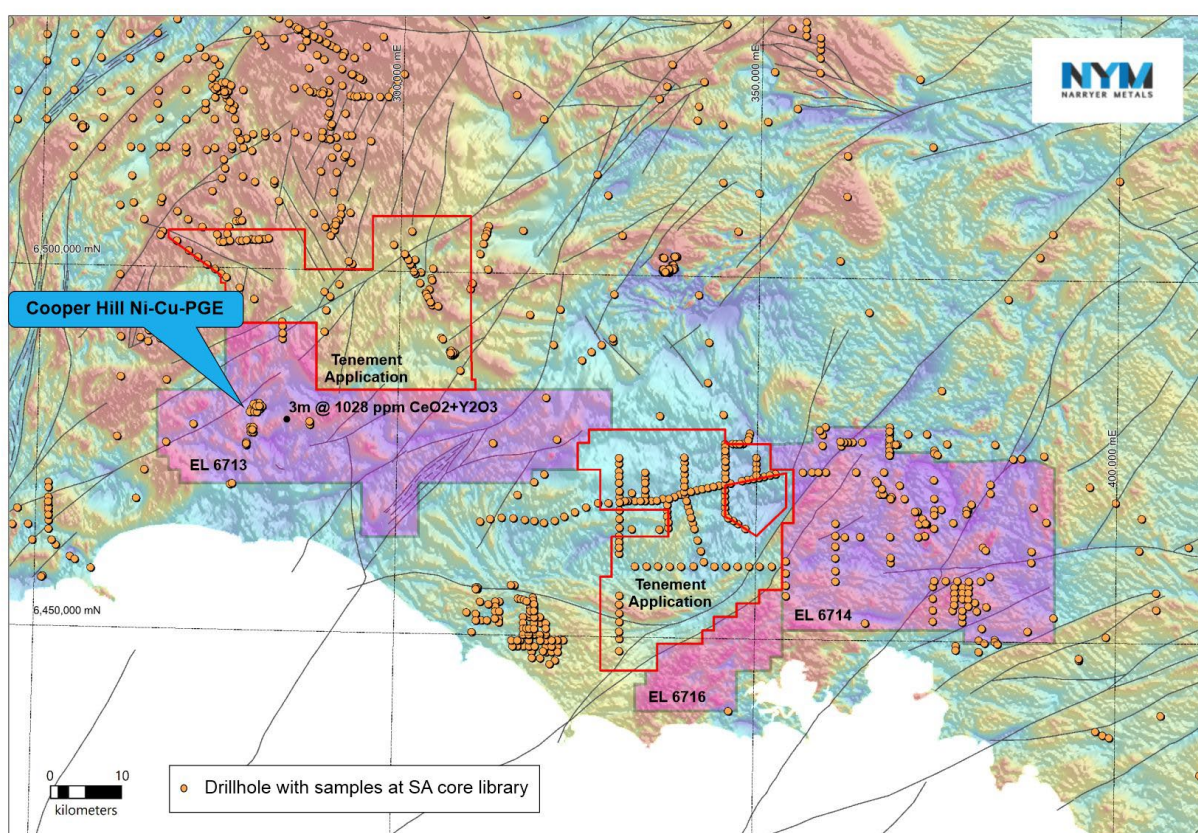 300,000 mE
350,000 mE
NYM
NARRYER METALS
6,500,000 mN
Cooper Hill Ni-Cu-PGE
Tenement
Application
3m @ 1028 ppm CeO2+Y2O3
EL 6713
400,000 mE
Tenement
Application
6,450,000 mN
EL 6714
EL 6716
0 10
kilometers
Drillhole with samples at SA core library